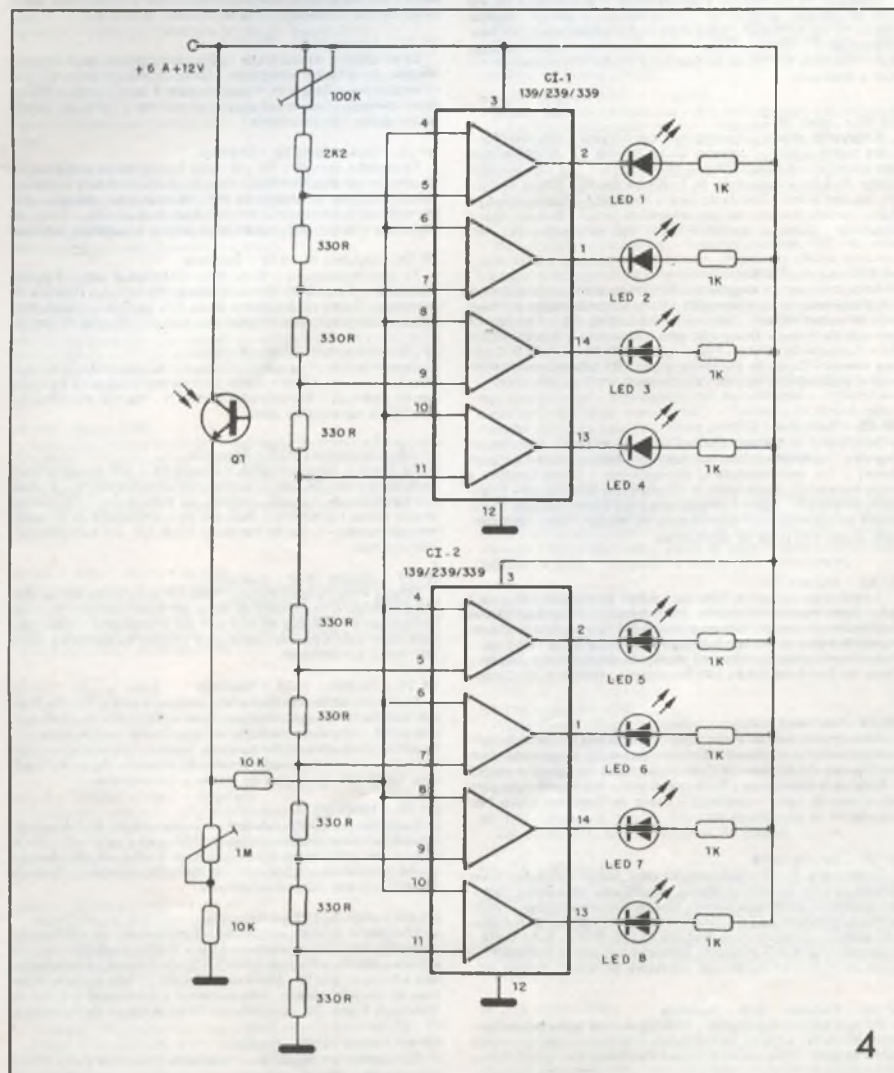 +6 A +12V
100K
2K2
330R
330R
330R
Q1
330R
330R
10K
330R
1M
330R
10K
330R
CI-1
139/239/339
3
4
5
6
7
8
9
10
11
12
2
LED 1
1K
1
LED 2
1K
14
LED 3
1K
13
LED 4
1K
CI-2
139/239/339
3
4
5
6
7
8
9
10
11
12
2
LED 5
1K
1
LED 6
1K
14
LED 7
1K
13
LED 8
1K
4